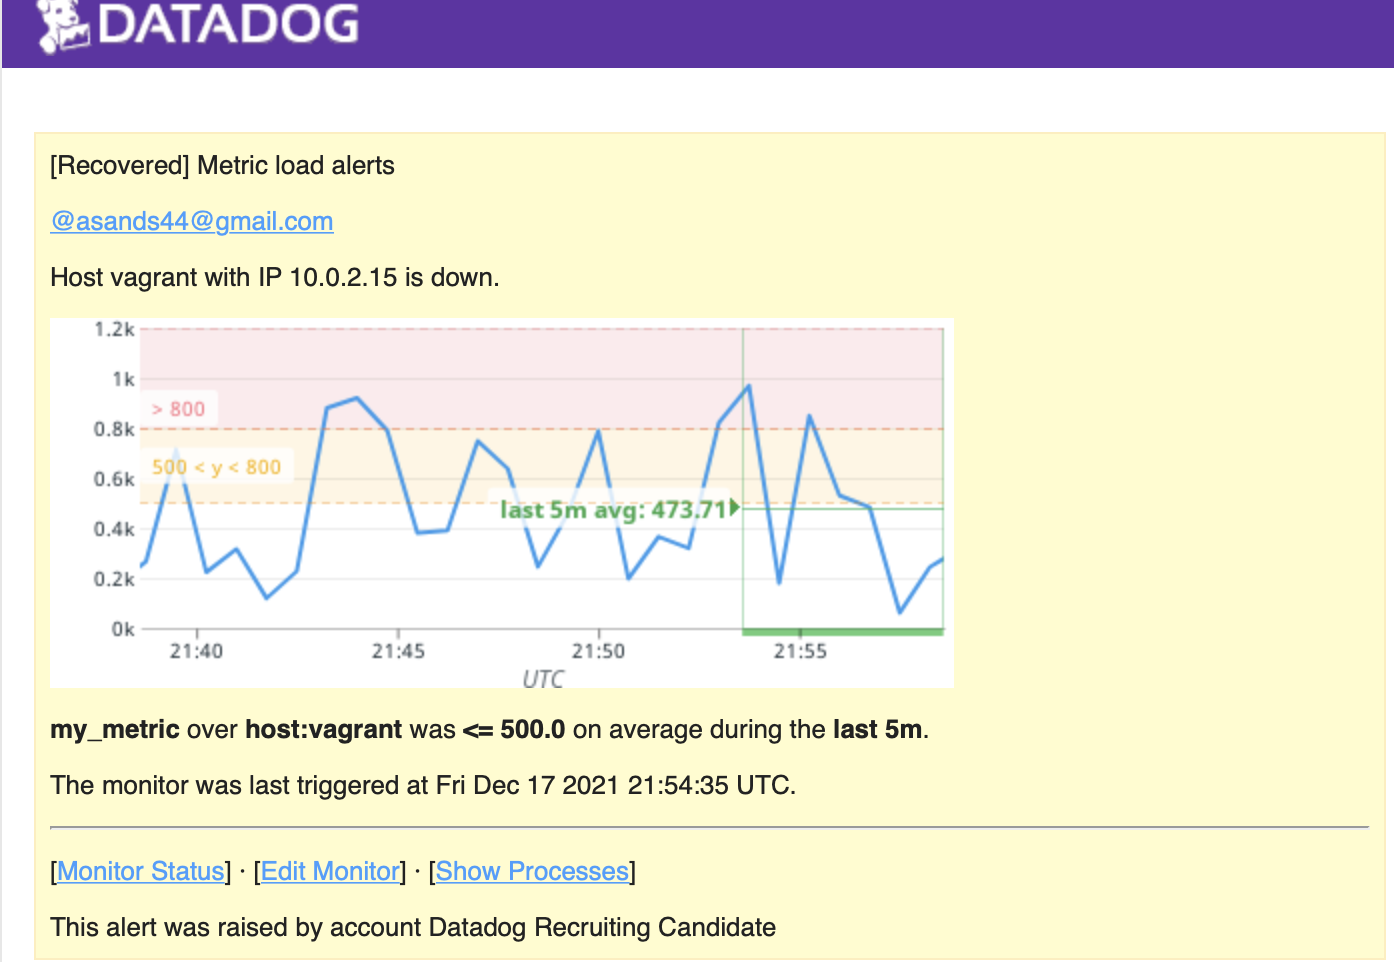 DATADOG
[Recovered] Metric load alerts
@asands44@gmail.com
Host vagrant with IP 10.0.2.15 is down.
1.2k
1k
> 800
0.8k
500 < y < 800
0.6k
last 5m avg: 473.71
0.4k
0.2k
0k
21:40 21:45 21:50 21:55
UTC
my_metric over host:vagrant was <= 500.0 on average during the last 5m.
The monitor was last triggered at Fri Dec 17 2021 21:54:35 UTC.
[Monitor Status] · [Edit Monitor] · [Show Processes]
This alert was raised by account Datadog Recruiting Candidate